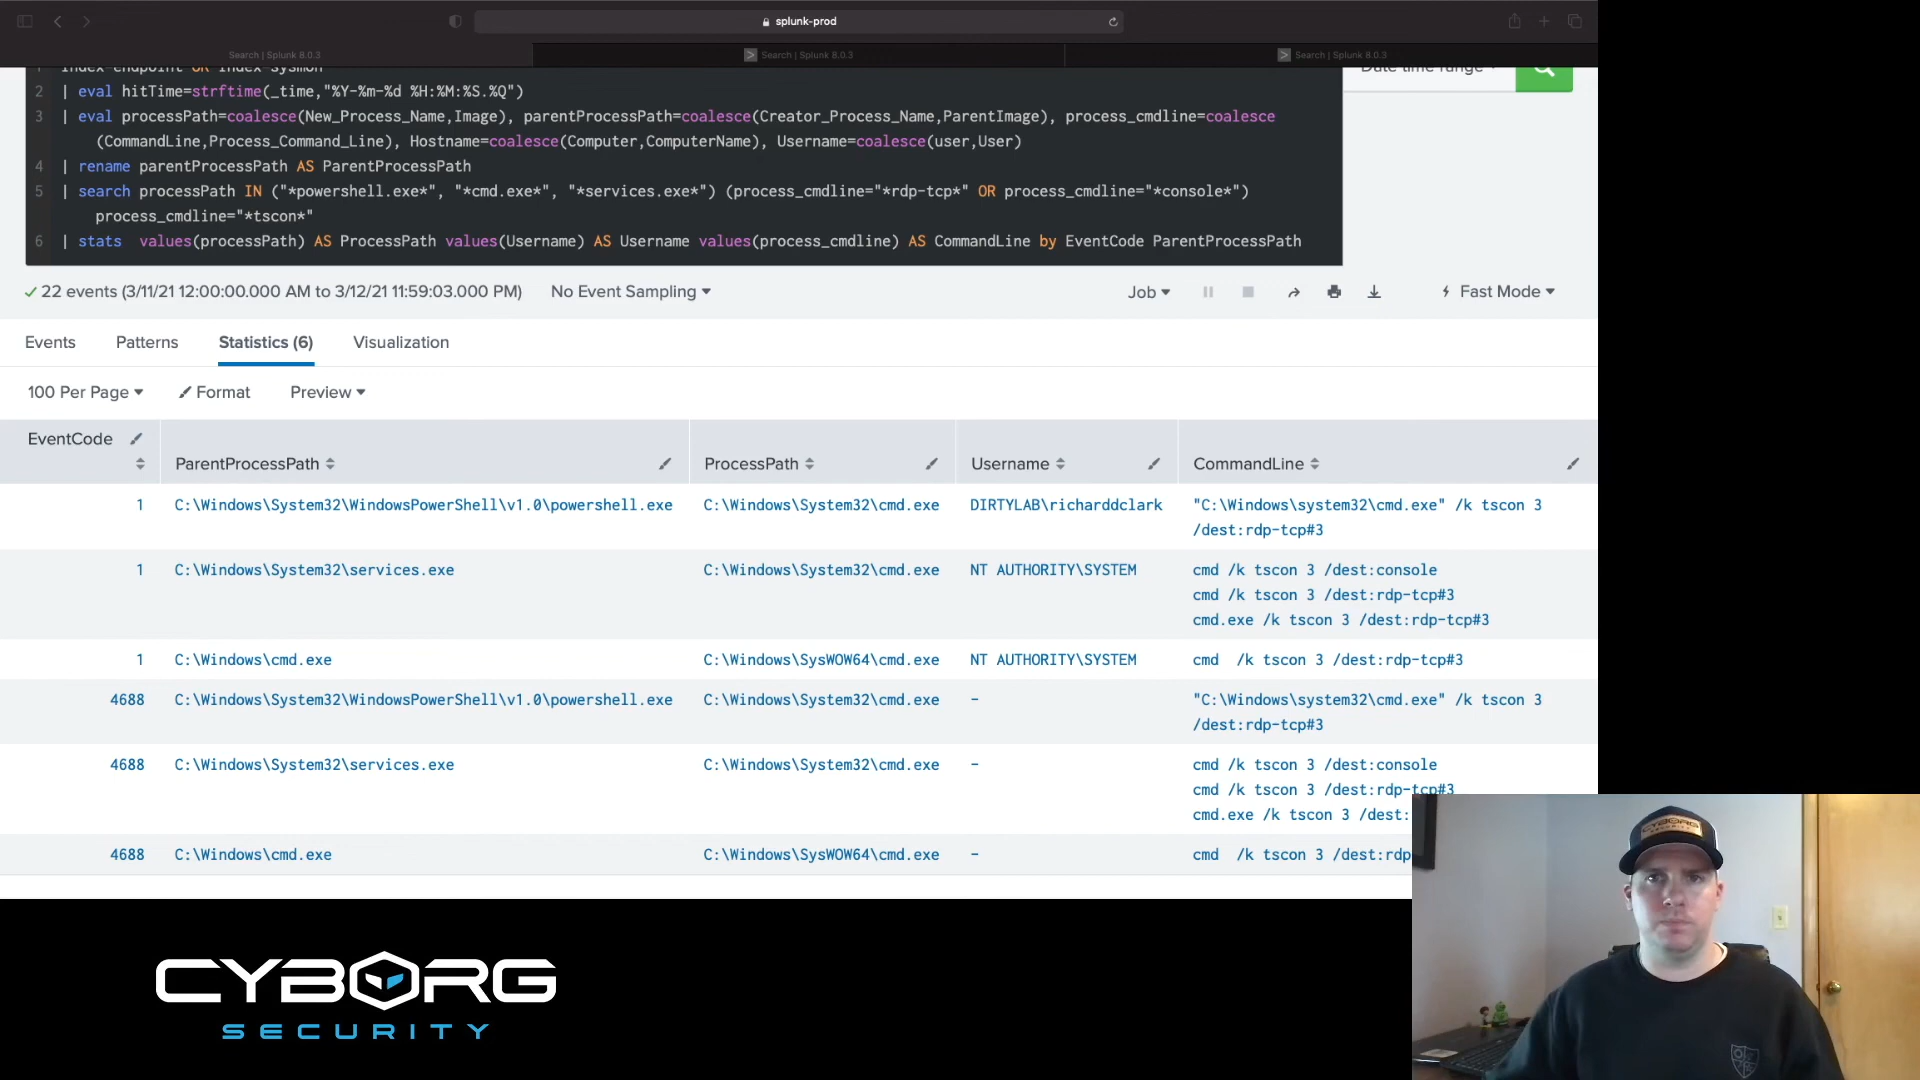 splunk-prod
Search | Splunk 8.0.3
Search | Splunk 8.0.3
Search | Splunk 8.0.3
1 index=endpoint OR index=sysmon
Date time range
2 | eval hitTime=strftime(_time,"%Y-%m-%d %H:%M:%S.%Q")
3 | eval processPath=coalesce(New_Process_Name,Image), parentProcessPath=coalesce(Creator_Process_Name,ParentImage), process_cmdline=coalesce
(CommandLine,Process_Command_Line), Hostname=coalesce(Computer,ComputerName), Username=coalesce(user,User)
4 | rename parentProcessPath AS ParentProcessPath
5 | search processPath IN ("*powershell.exe*", "*cmd.exe*", "*services.exe*") (process_cmdline="*rdp-tcp*" OR process_cmdline="*console*")
process_cmdline="*tscon*"
6 | stats values(processPath) AS ProcessPath values(Username) AS Username values(process_cmdline) AS CommandLine by EventCode ParentProcessPath
22 events (3/11/21 12:00:00.000 AM to 3/12/21 11:59:03.000 PM) No Event Sampling
Job
Fast Mode
Events Patterns Statistics (6) Visualization
100 Per Page Format Preview
EventCode ParentProcessPath ProcessPath Username CommandLine
1 C:\Windows\System32\WindowsPowerShell\v1.0\powershell.exe C:\Windows\System32\cmd.exe DIRTYLAB\richarddclark "C:\Windows\system32\cmd.exe" /k tscon 3
/dest:rdp-tcp#3
1 C:\Windows\System32\services.exe C:\Windows\System32\cmd.exe NT AUTHORITY\SYSTEM cmd /k tscon 3 /dest:console
cmd /k tscon 3 /dest:rdp-tcp#3
cmd.exe /k tscon 3 /dest:rdp-tcp#3
1 C:\Windows\cmd.exe C:\Windows\SysWOW64\cmd.exe NT AUTHORITY\SYSTEM cmd  /k tscon 3 /dest:rdp-tcp#3
4688 C:\Windows\System32\WindowsPowerShell\v1.0\powershell.exe C:\Windows\System32\cmd.exe - "C:\Windows\system32\cmd.exe" /k tscon 3
/dest:rdp-tcp#3
4688 C:\Windows\System32\services.exe C:\Windows\System32\cmd.exe - cmd /k tscon 3 /dest:console
cmd /k tscon 3 /dest:rdp-tcp#3
cmd.exe /k tscon 3 /dest:
4688 C:\Windows\cmd.exe C:\Windows\SysWOW64\cmd.exe - cmd  /k tscon 3 /dest:rdp
CYBORG
SECURITY
CYBORG
SECURITY